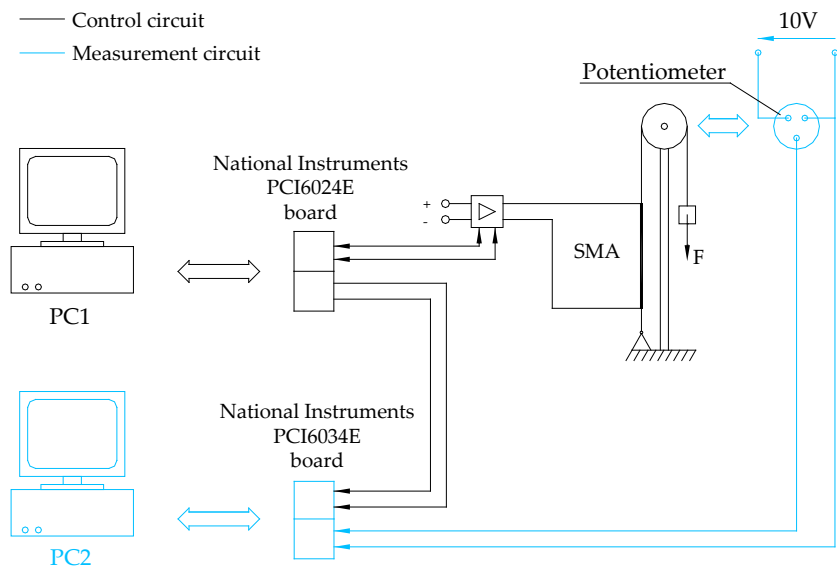 Control circuit
Measurement circuit
10V
Potentiometer
National Instruments
PCI6024E
board
+
-
SMA
F
PC1
National Instruments
PCI6034E
board
PC2